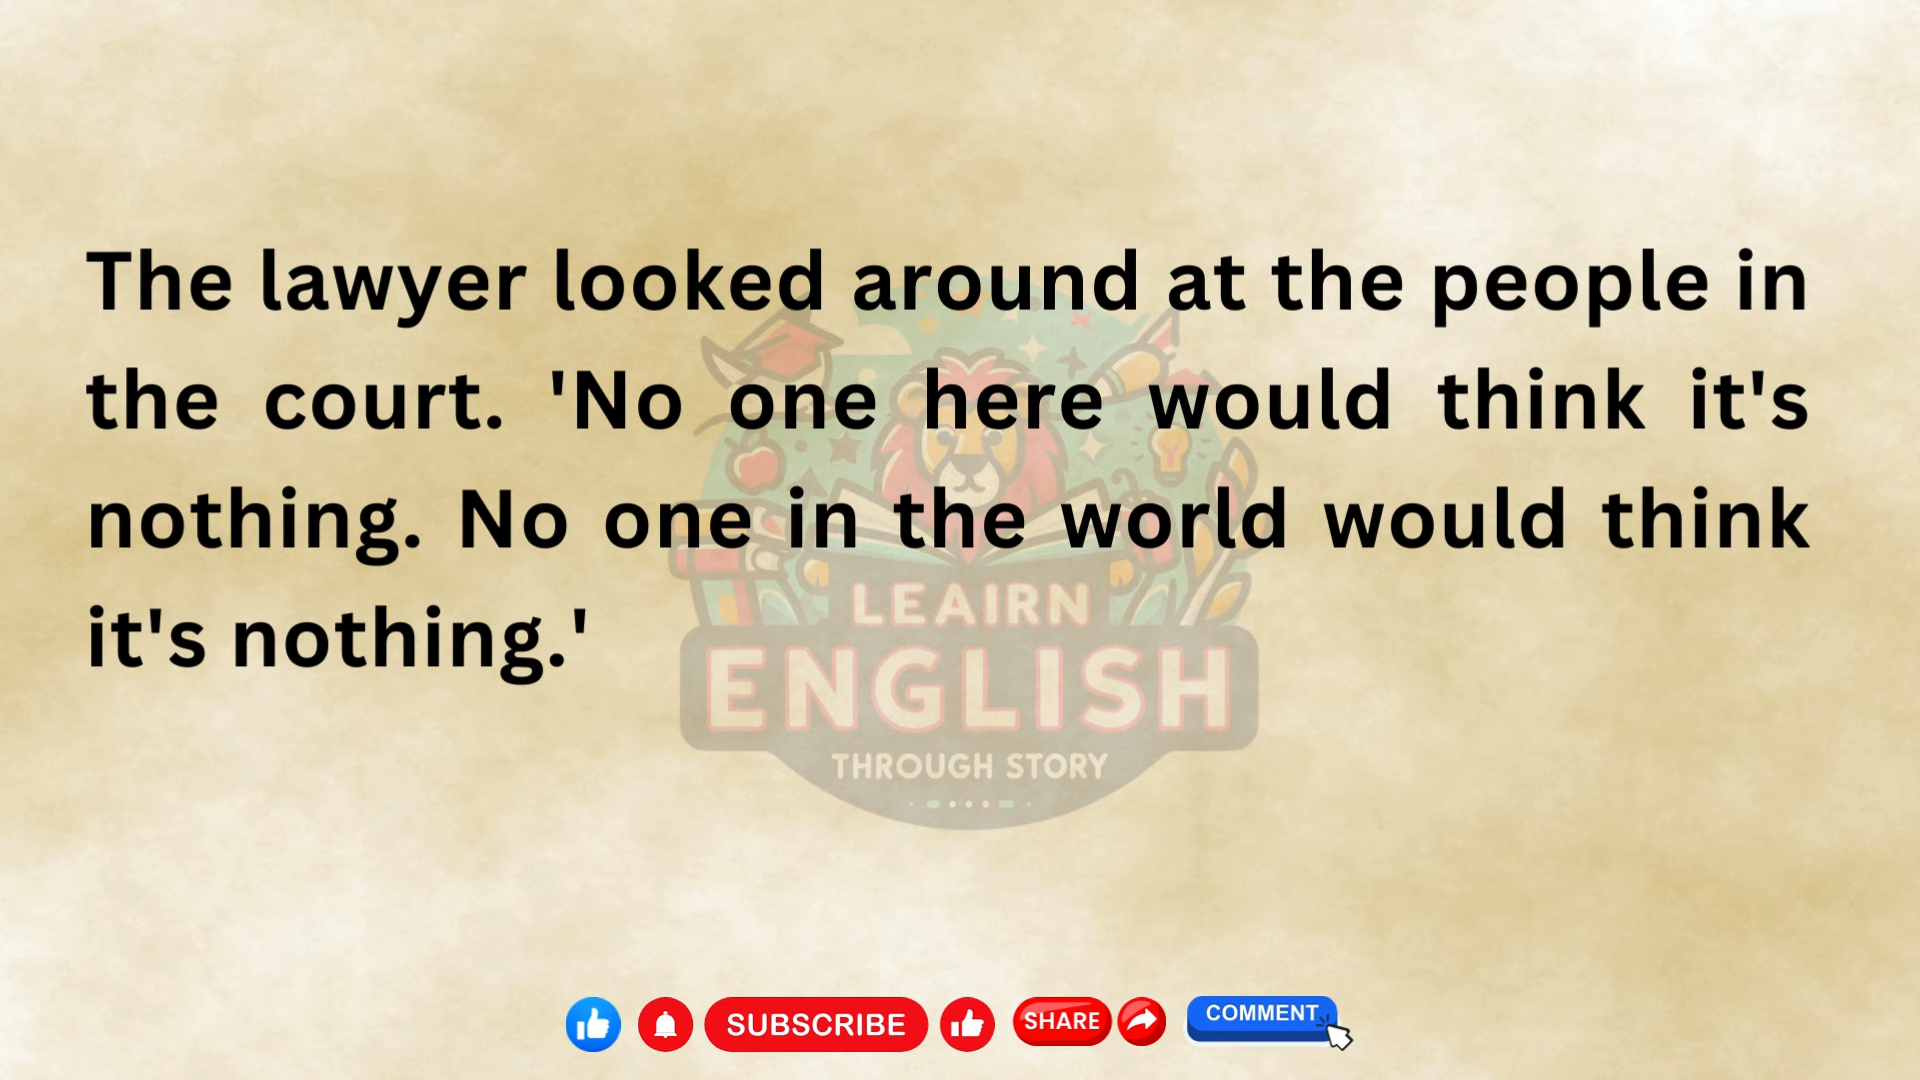 The lawyer looked around at the people in
the court. 'No one here would think it's
nothing. No one in the world would think
it's nothing.'
LEAIRN
ENGLISH
THROUGH STORY
SUBSCRIBE
SHARE
COMMENT